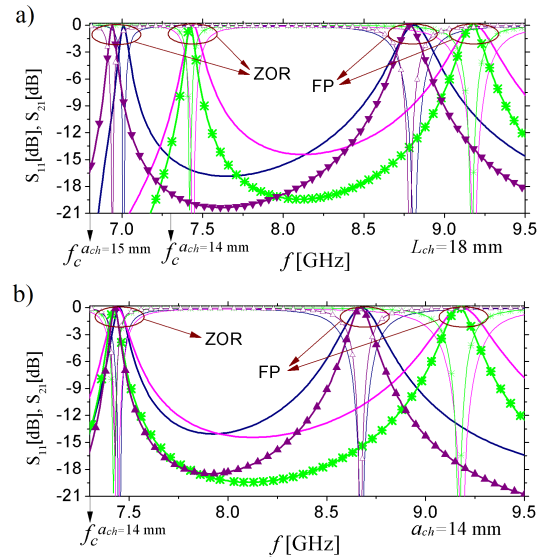 a)
0
-3
-6
-9
-12
-15
-18
-21
S11[dB], S21[dB]
ZOR
FP
7.0
7.5
8.0
8.5
9.0
9.5
fc ach=15 mm
fc ach=14 mm
f [GHz]
Lch=18 mm
b)
0
-3
-6
-9
-12
-15
-18
-21
S11[dB], S21[dB]
ZOR
FP
7.5
8.0
8.5
9.0
9.5
fc ach=14 mm
f [GHz]
ach=14 mm